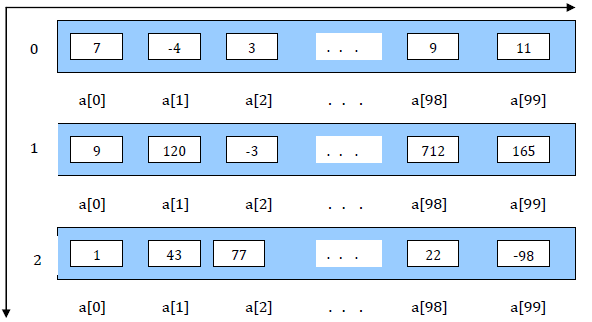 0 7 -4 3 . . . 9 11
a[0] a[1] a[2] . . . a[98] a[99]
1 9 120 -3 . . . 712 165
a[0] a[1] a[2] . . . a[98] a[99]
2 1 43 77 . . . 22 -98
a[0] a[1] a[2] . . . a[98] a[99]